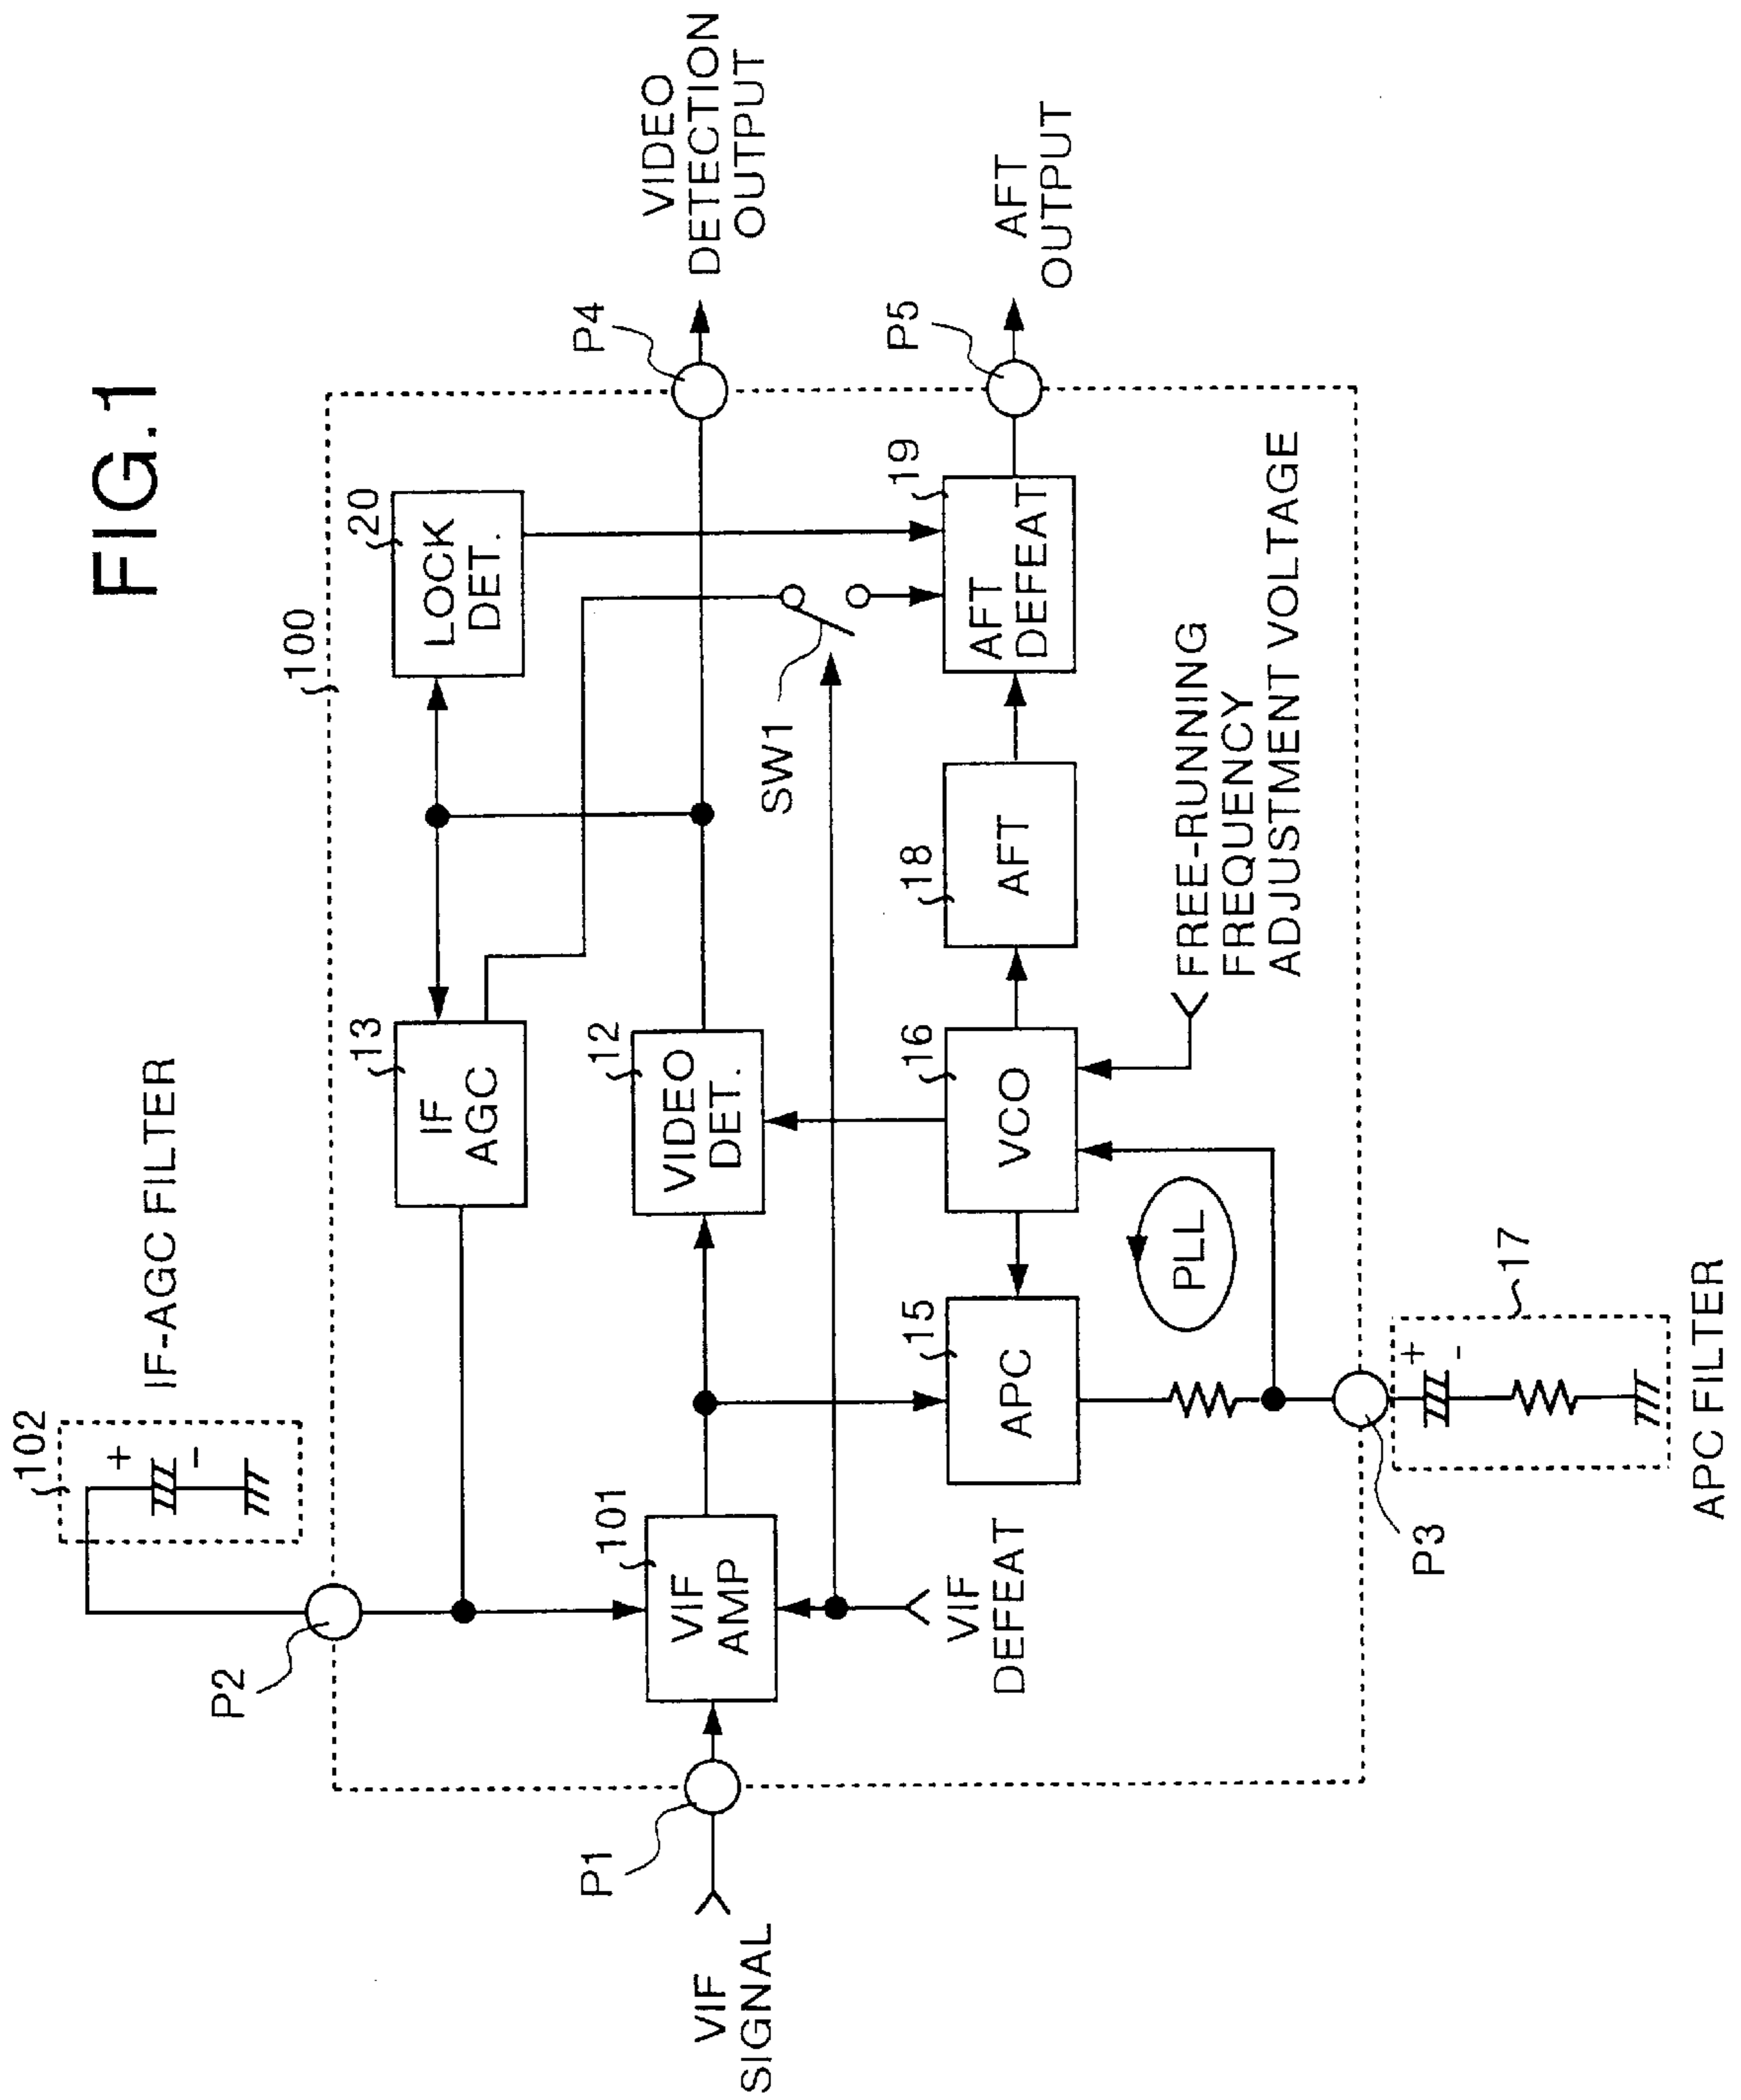 FIG.1
102
IF-AGC FILTER
P2
100
13
IF
AGC
20
LOCK
DET.
P4
VIDEO
DETECTION
OUTPUT
P1
VIF
SIGNAL
101
VIF
AMP
12
VIDEO
DET.
SW1
VIF
DEFEAT
15
APC
16
VCO
18
AFT
19
AFT
DEFEAT
P5
AFT
OUTPUT
PLL
FREE-RUNNING
FREQUENCY
ADJUSTMENT VOLTAGE
P3
17
APC FILTER
+
-
+
-